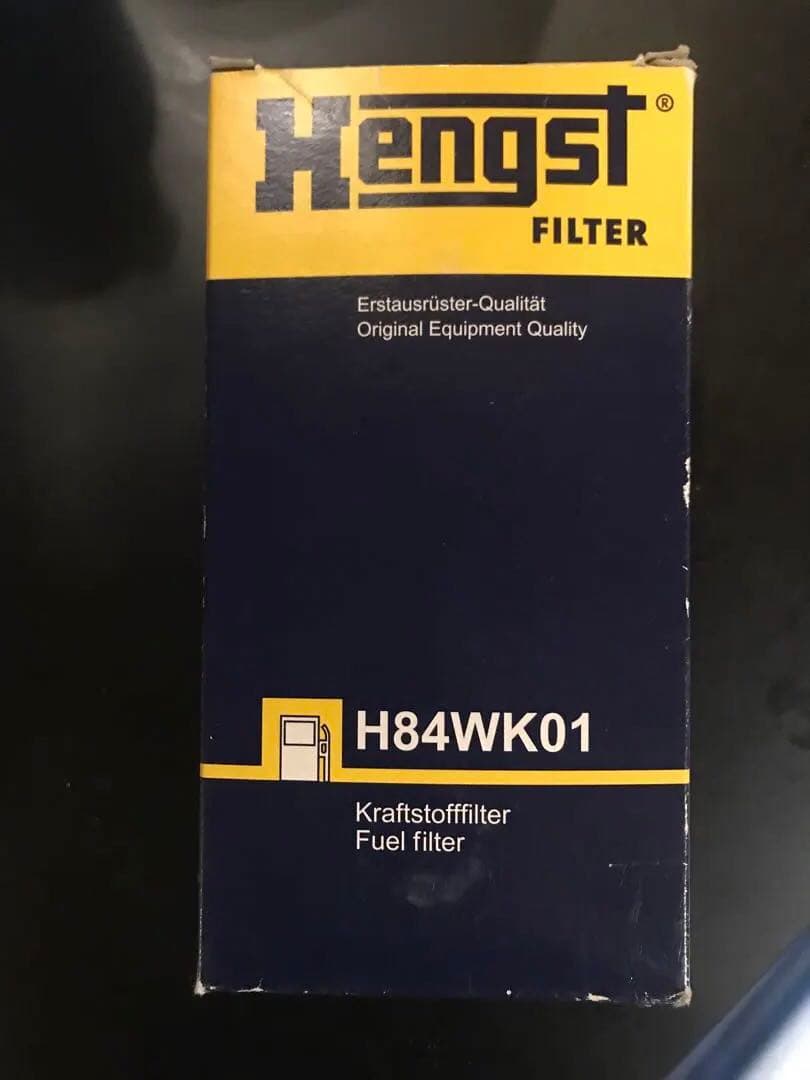 Hengst®
FILTER
Erstausrüster-Qualität
Original Equipment Quality
H84WK01
Kraftstofffilter
Fuel filter